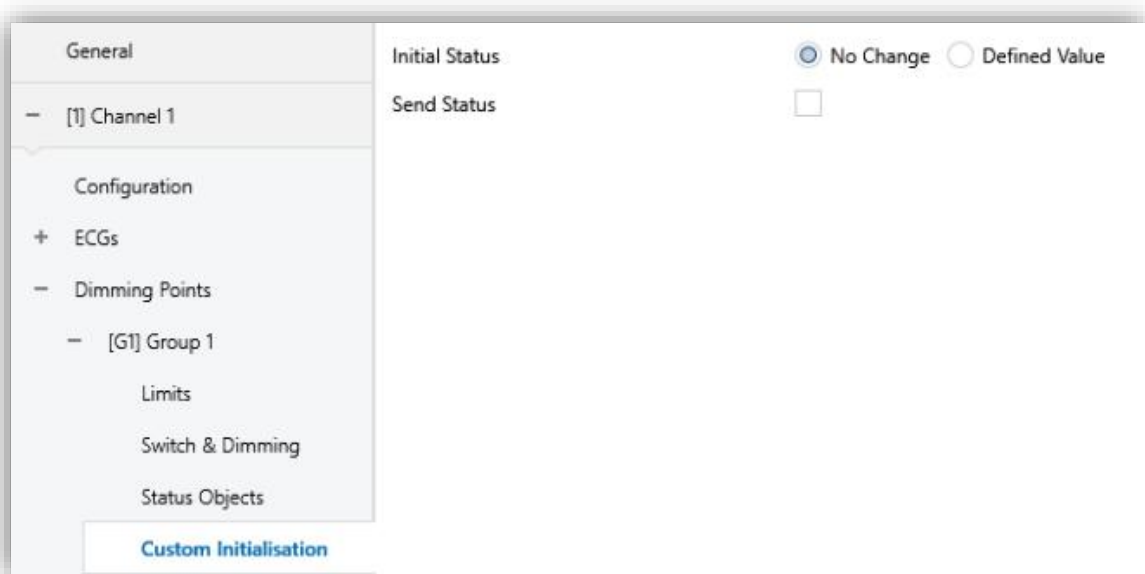 General
[1] Channel 1
Configuration
ECGs
Dimming Points
[G1] Group 1
Limits
Switch & Dimming
Status Objects
Custom Initialisation
Initial Status No Change Defined Value
Send Status